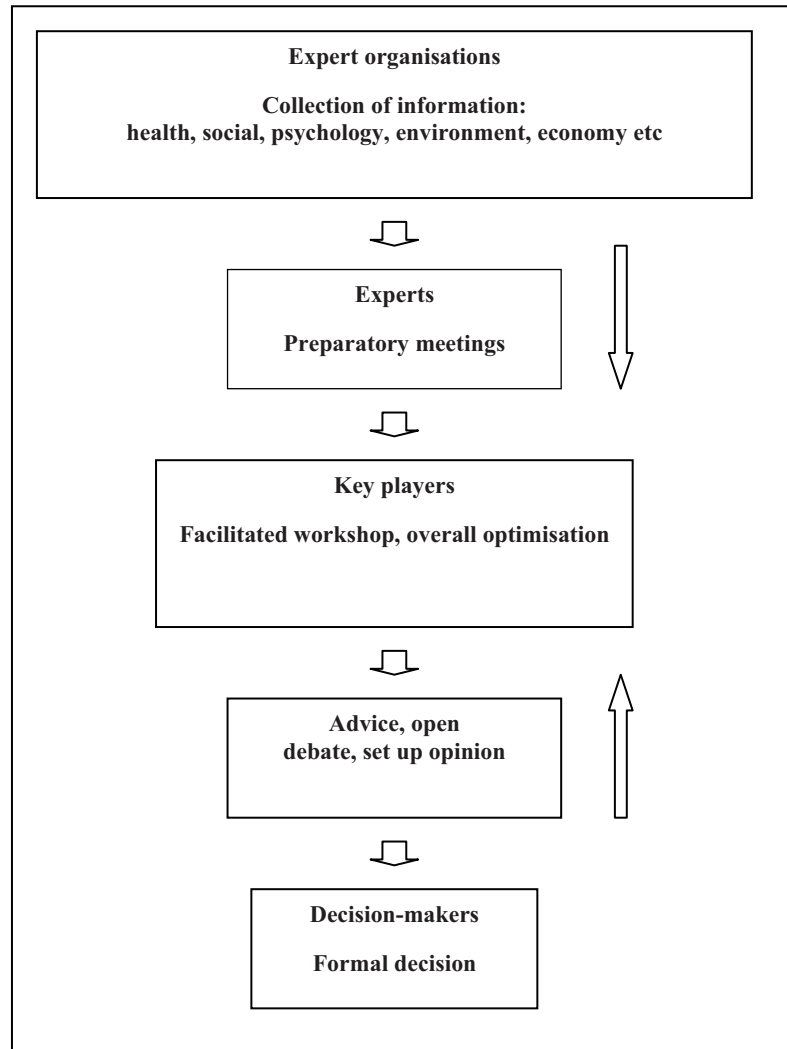 Expert organisations
Collection of information:
health, social, psychology, environment, economy etc
Experts
Preparatory meetings
Key players
Facilitated workshop, overall optimisation
Advice, open
debate, set up opinion
Decision-makers
Formal decision